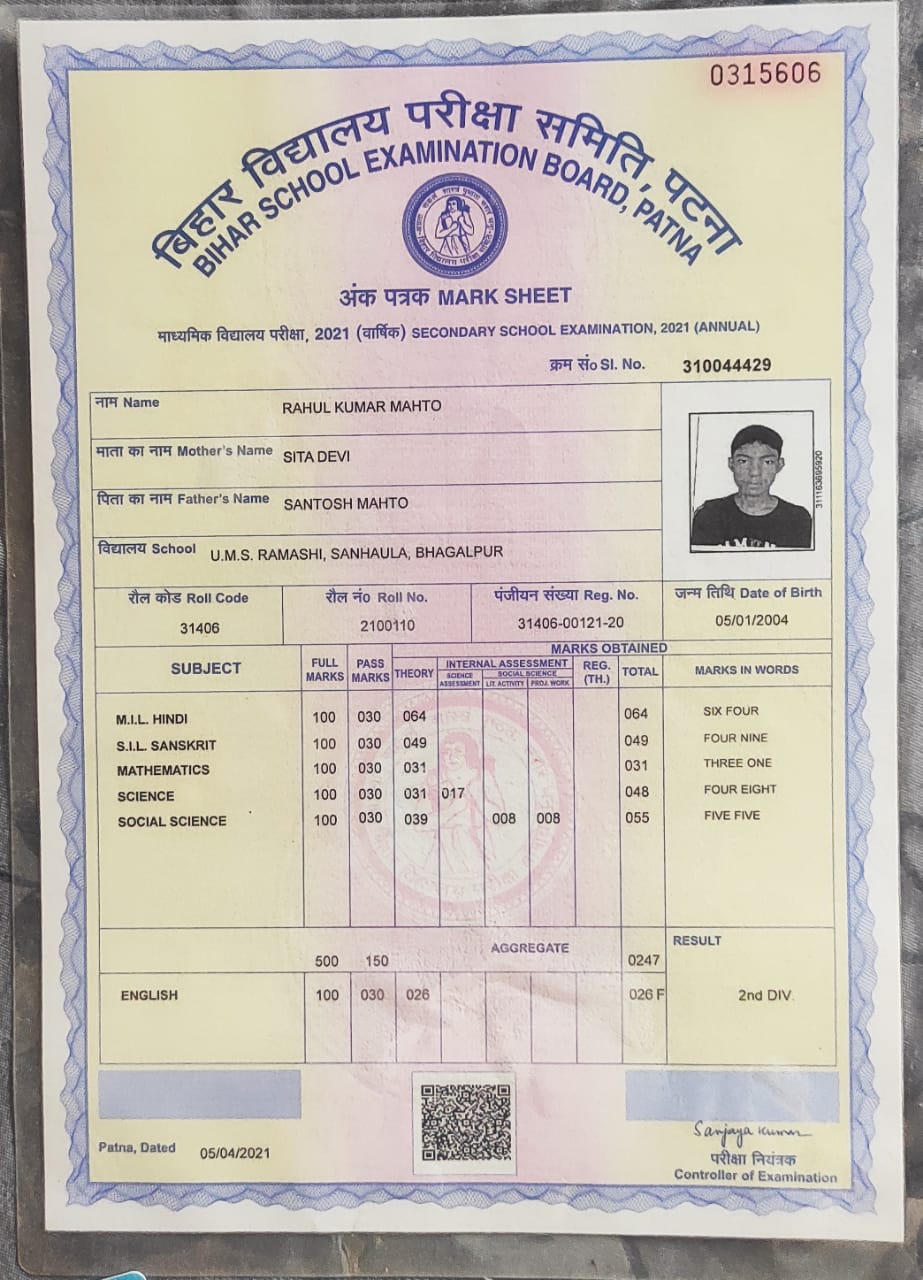 0315606
बिहार विद्यालय परीक्षा समिति, पटना
BIHAR SCHOOL EXAMINATION BOARD, PATNA
अंक पत्रक MARK SHEET
माध्यमिक विद्यालय परीक्षा, 2021 (वार्षिक) SECONDARY SCHOOL EXAMINATION, 2021 (ANNUAL)
क्रम सं० Sl. No. 310044429
नाम Name RAHUL KUMAR MAHTO
माता का नाम Mother's Name SITA DEVI
पिता का नाम Father's Name SANTOSH MAHTO
विद्यालय School U.M.S. RAMASHI, SANHAULA, BHAGALPUR
311163695920
रौल कोड Roll Code रौल नं० Roll No. पंजीयन संख्या Reg. No. जन्म तिथि Date of Birth
31406 2100110 31406-00121-20 05/01/2004
MARKS OBTAINED
SUBJECT FULL MARKS PASS MARKS THEORY INTERNAL ASSESSMENT REG. (TH.) TOTAL MARKS IN WORDS
SCIENCE ASSESSMENT SOCIAL SCIENCE
LIT. ACTIVITY PROJ. WORK
M.I.L. HINDI 100 030 064 064 SIX FOUR
S.I.L. SANSKRIT 100 030 049 049 FOUR NINE
MATHEMATICS 100 030 031 031 THREE ONE
SCIENCE 100 030 031 017 048 FOUR EIGHT
SOCIAL SCIENCE 100 030 039 008 008 055 FIVE FIVE
500 150 AGGREGATE 0247 RESULT
ENGLISH 100 030 026 026 F 2nd DIV.
Patna, Dated 05/04/2021
Sanjaya Kumar
परीक्षा नियंत्रक
Controller of Examination